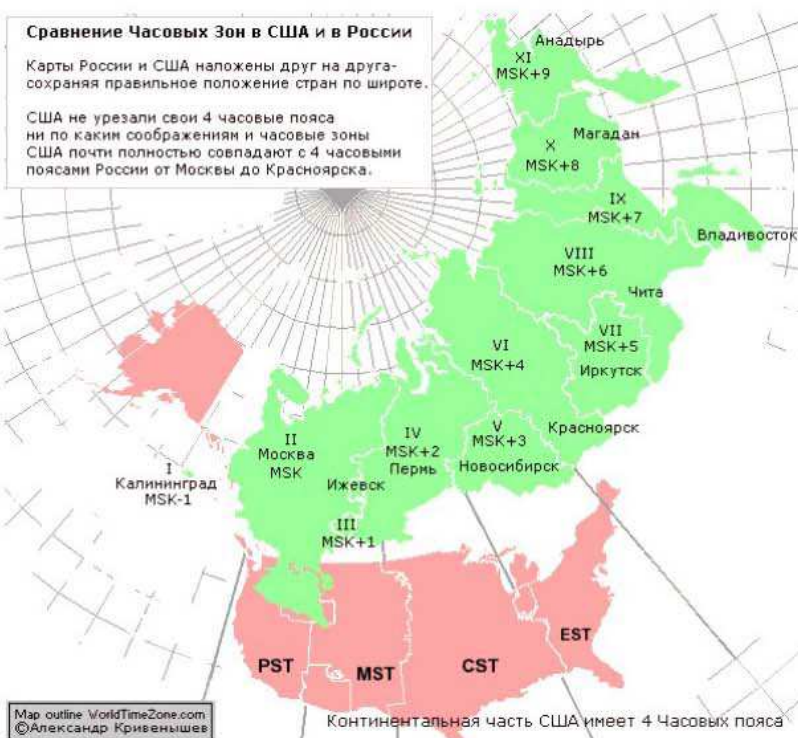 Сравнение Часовых Зон в США и в России
Карты России и США наложены друг на друга-
сохраняя правильное положение стран по широте.
США не урезали свои 4 часовые пояса
ни по каким соображениям и часовые зоны
США почти полностью совпадают с 4 часовыми
поясами России от Москвы до Красноярска.
XI
Анадырь
MSK+9
X
Магадан
MSK+8
IX
MSK+7
Владивосток
VIII
MSK+6
Чита
VII
MSK+5
Иркутск
VI
MSK+4
Красноярск
V
MSK+3
Новосибирск
IV
MSK+2
Пермь
II
Москва
MSK
Ижевск
I
Калининград
MSK-1
III
MSK+1
PST
MST
CST
EST
Map outline WorldTimeZone.com
©Александр Кривенышев
Континентальная часть США имеет 4 Часовых пояса